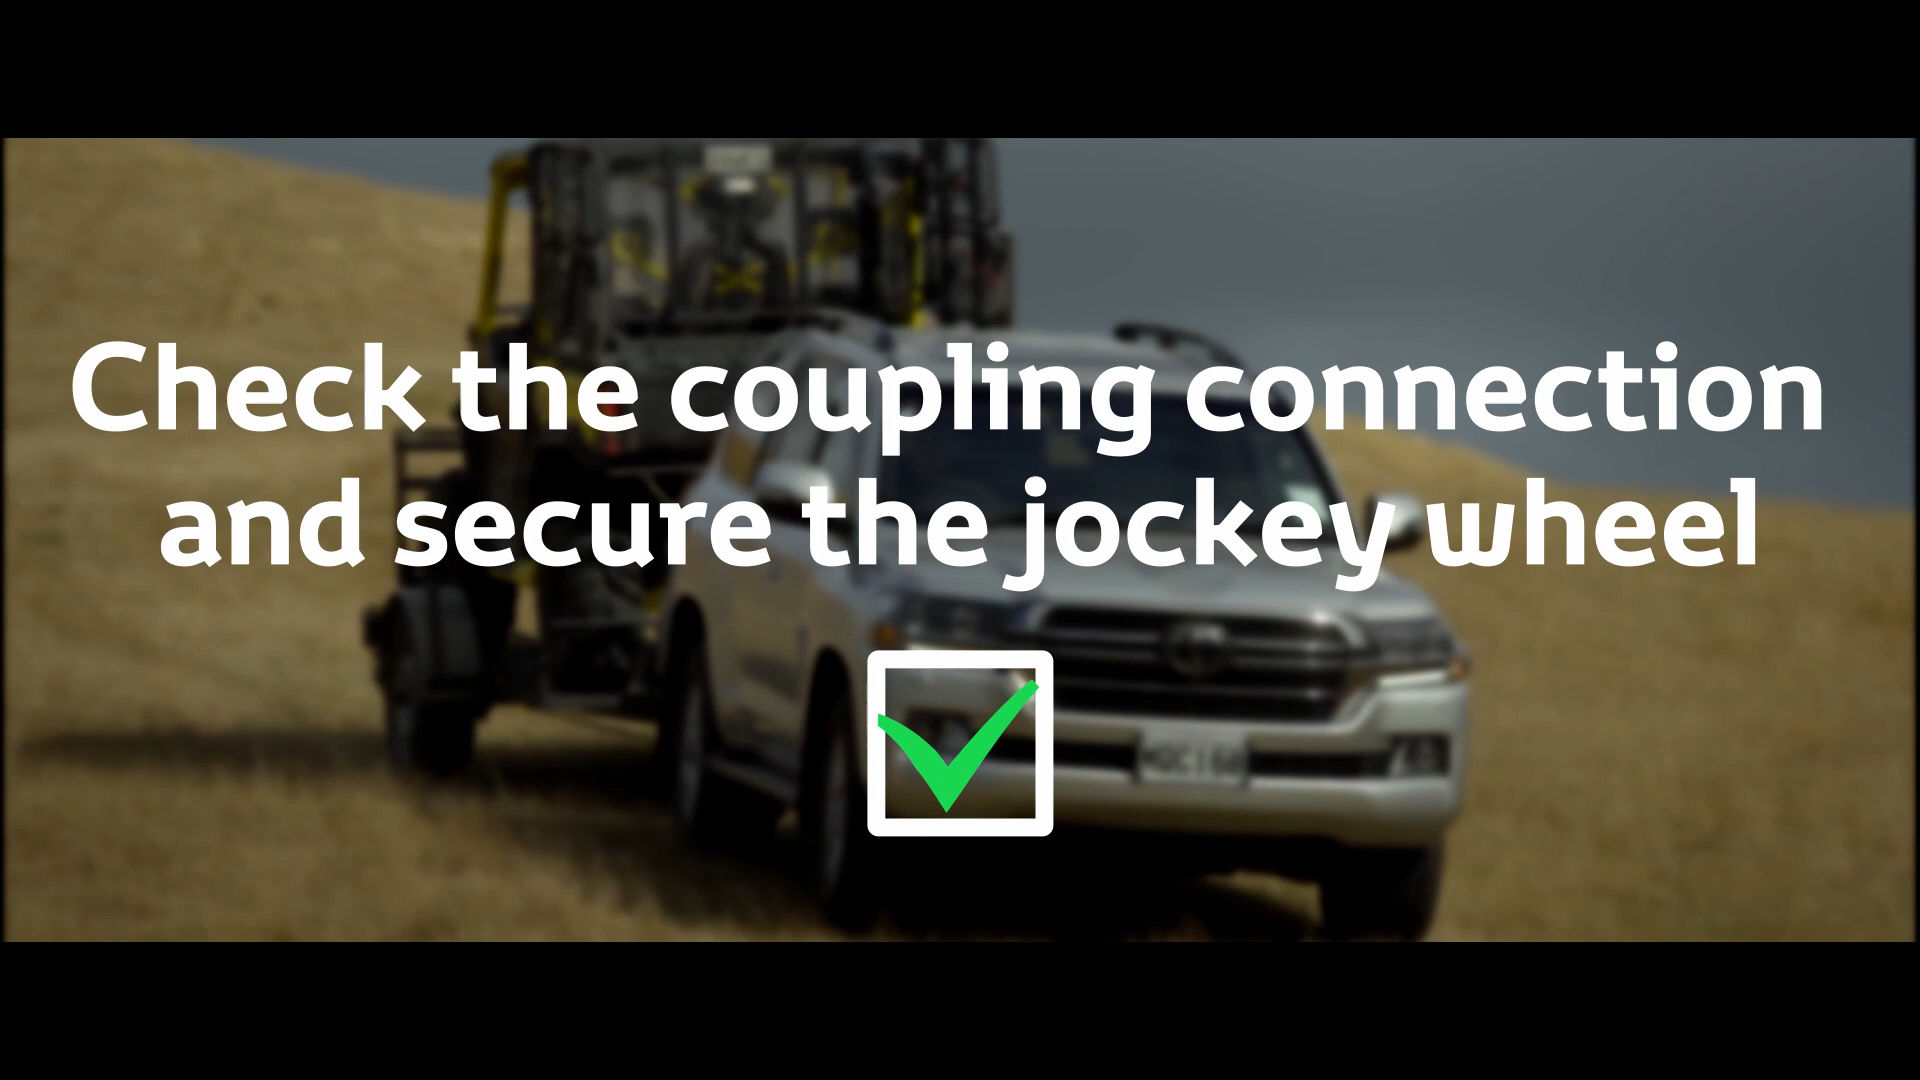 Check the coupling connection
and secure the jockey wheel